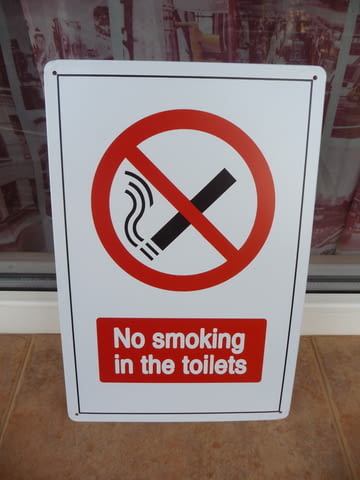 No smoking
in the toilets